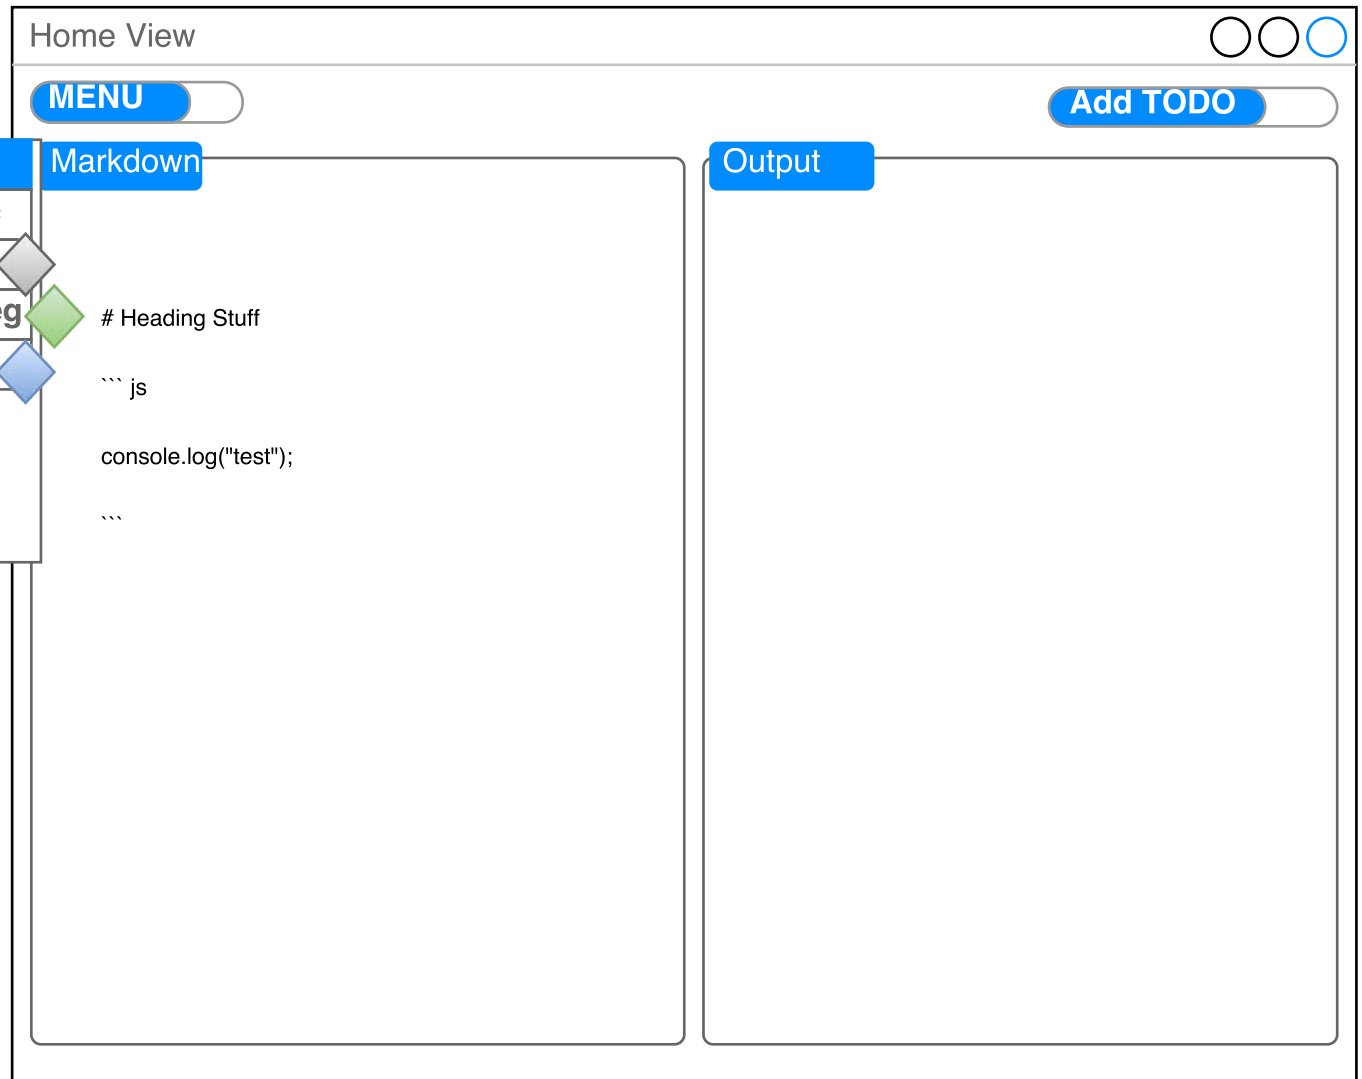 Home View
MENU
Add TODO
Markdown
Output
# Heading Stuff
``` js
console.log("test");
```